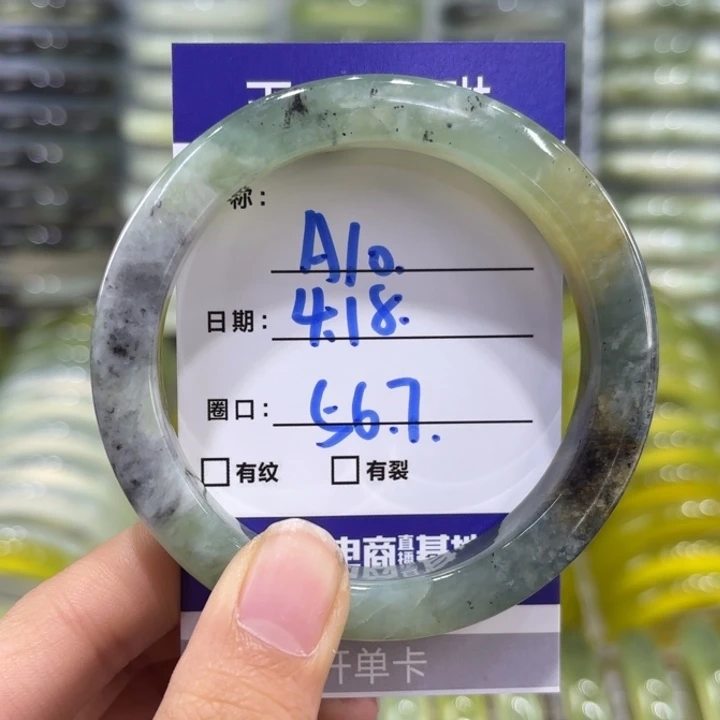 称：A10.
日期：4.18.
圈口：56.7.
□有纹 □有裂
电商直播基地
开单卡